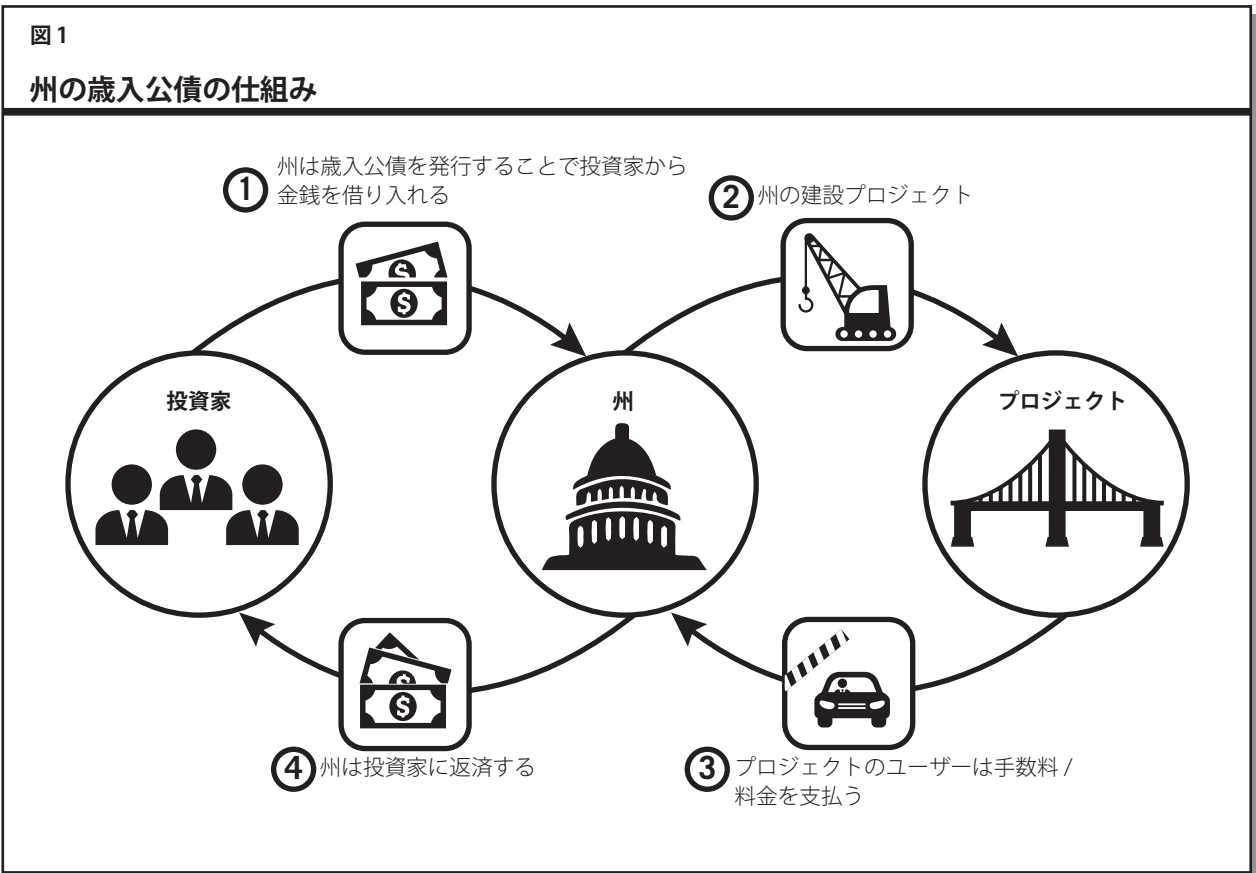 図 1
州の歳入公債の仕組み
1
州は歳入公債を発行することで投資家から
金銭を借り入れる
2
州の建設プロジェクト
$
$
投資家
州
プロジェクト
$
$
4
州は投資家に返済する
3
プロジェクトのユーザーは手数料 /
料金を支払う